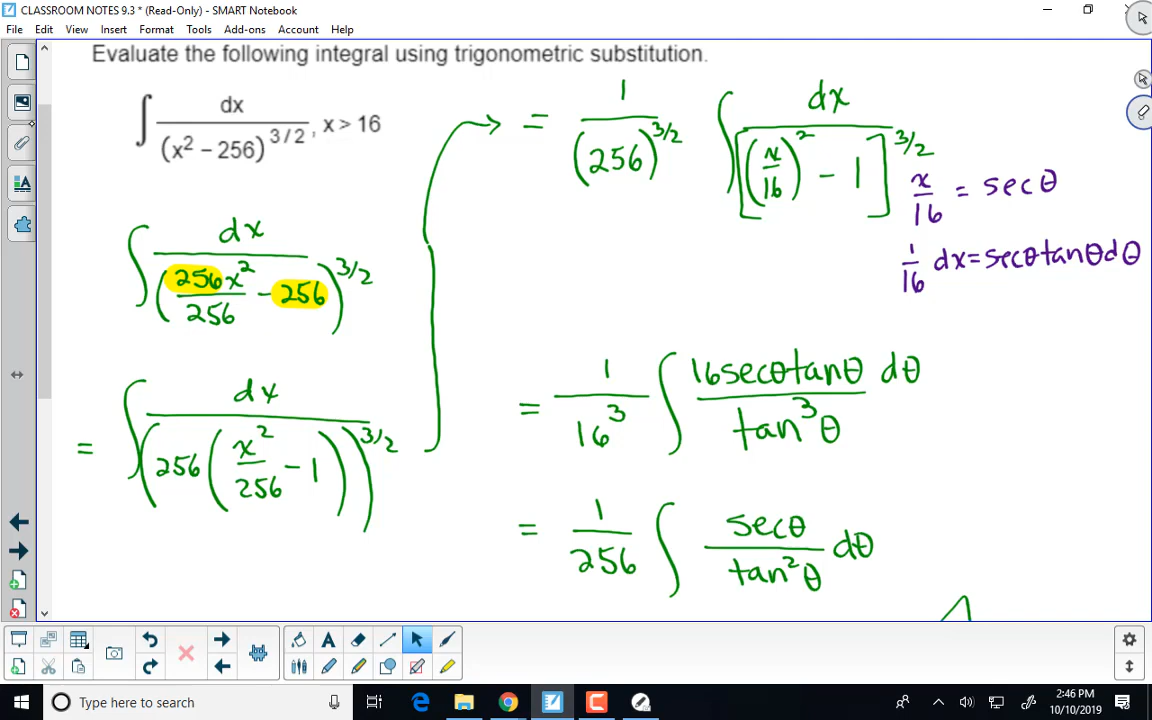 CLASSROOM NOTES 9.3 * (Read-Only) - SMART Notebook
File Edit View Insert Format Tools Add-ons Account Help
Evaluate the following integral using trigonometric substitution.
∫ dx / (x² − 256)^3/2 , x > 16
∫ dx / (256x²/256 − 256)^3/2
= ∫ dx / (256(x²/256 − 1))^3/2
= 1/(256)^3/2 ∫ dx / [(x/16)² − 1]^3/2
x/16 = secθ
1/16 dx = secθtanθdθ
= 1/16³ ∫ 16secθtanθ dθ / tan³θ
= 1/256 ∫ secθ / tan²θ dθ
Type here to search
2:46 PM
10/10/2019